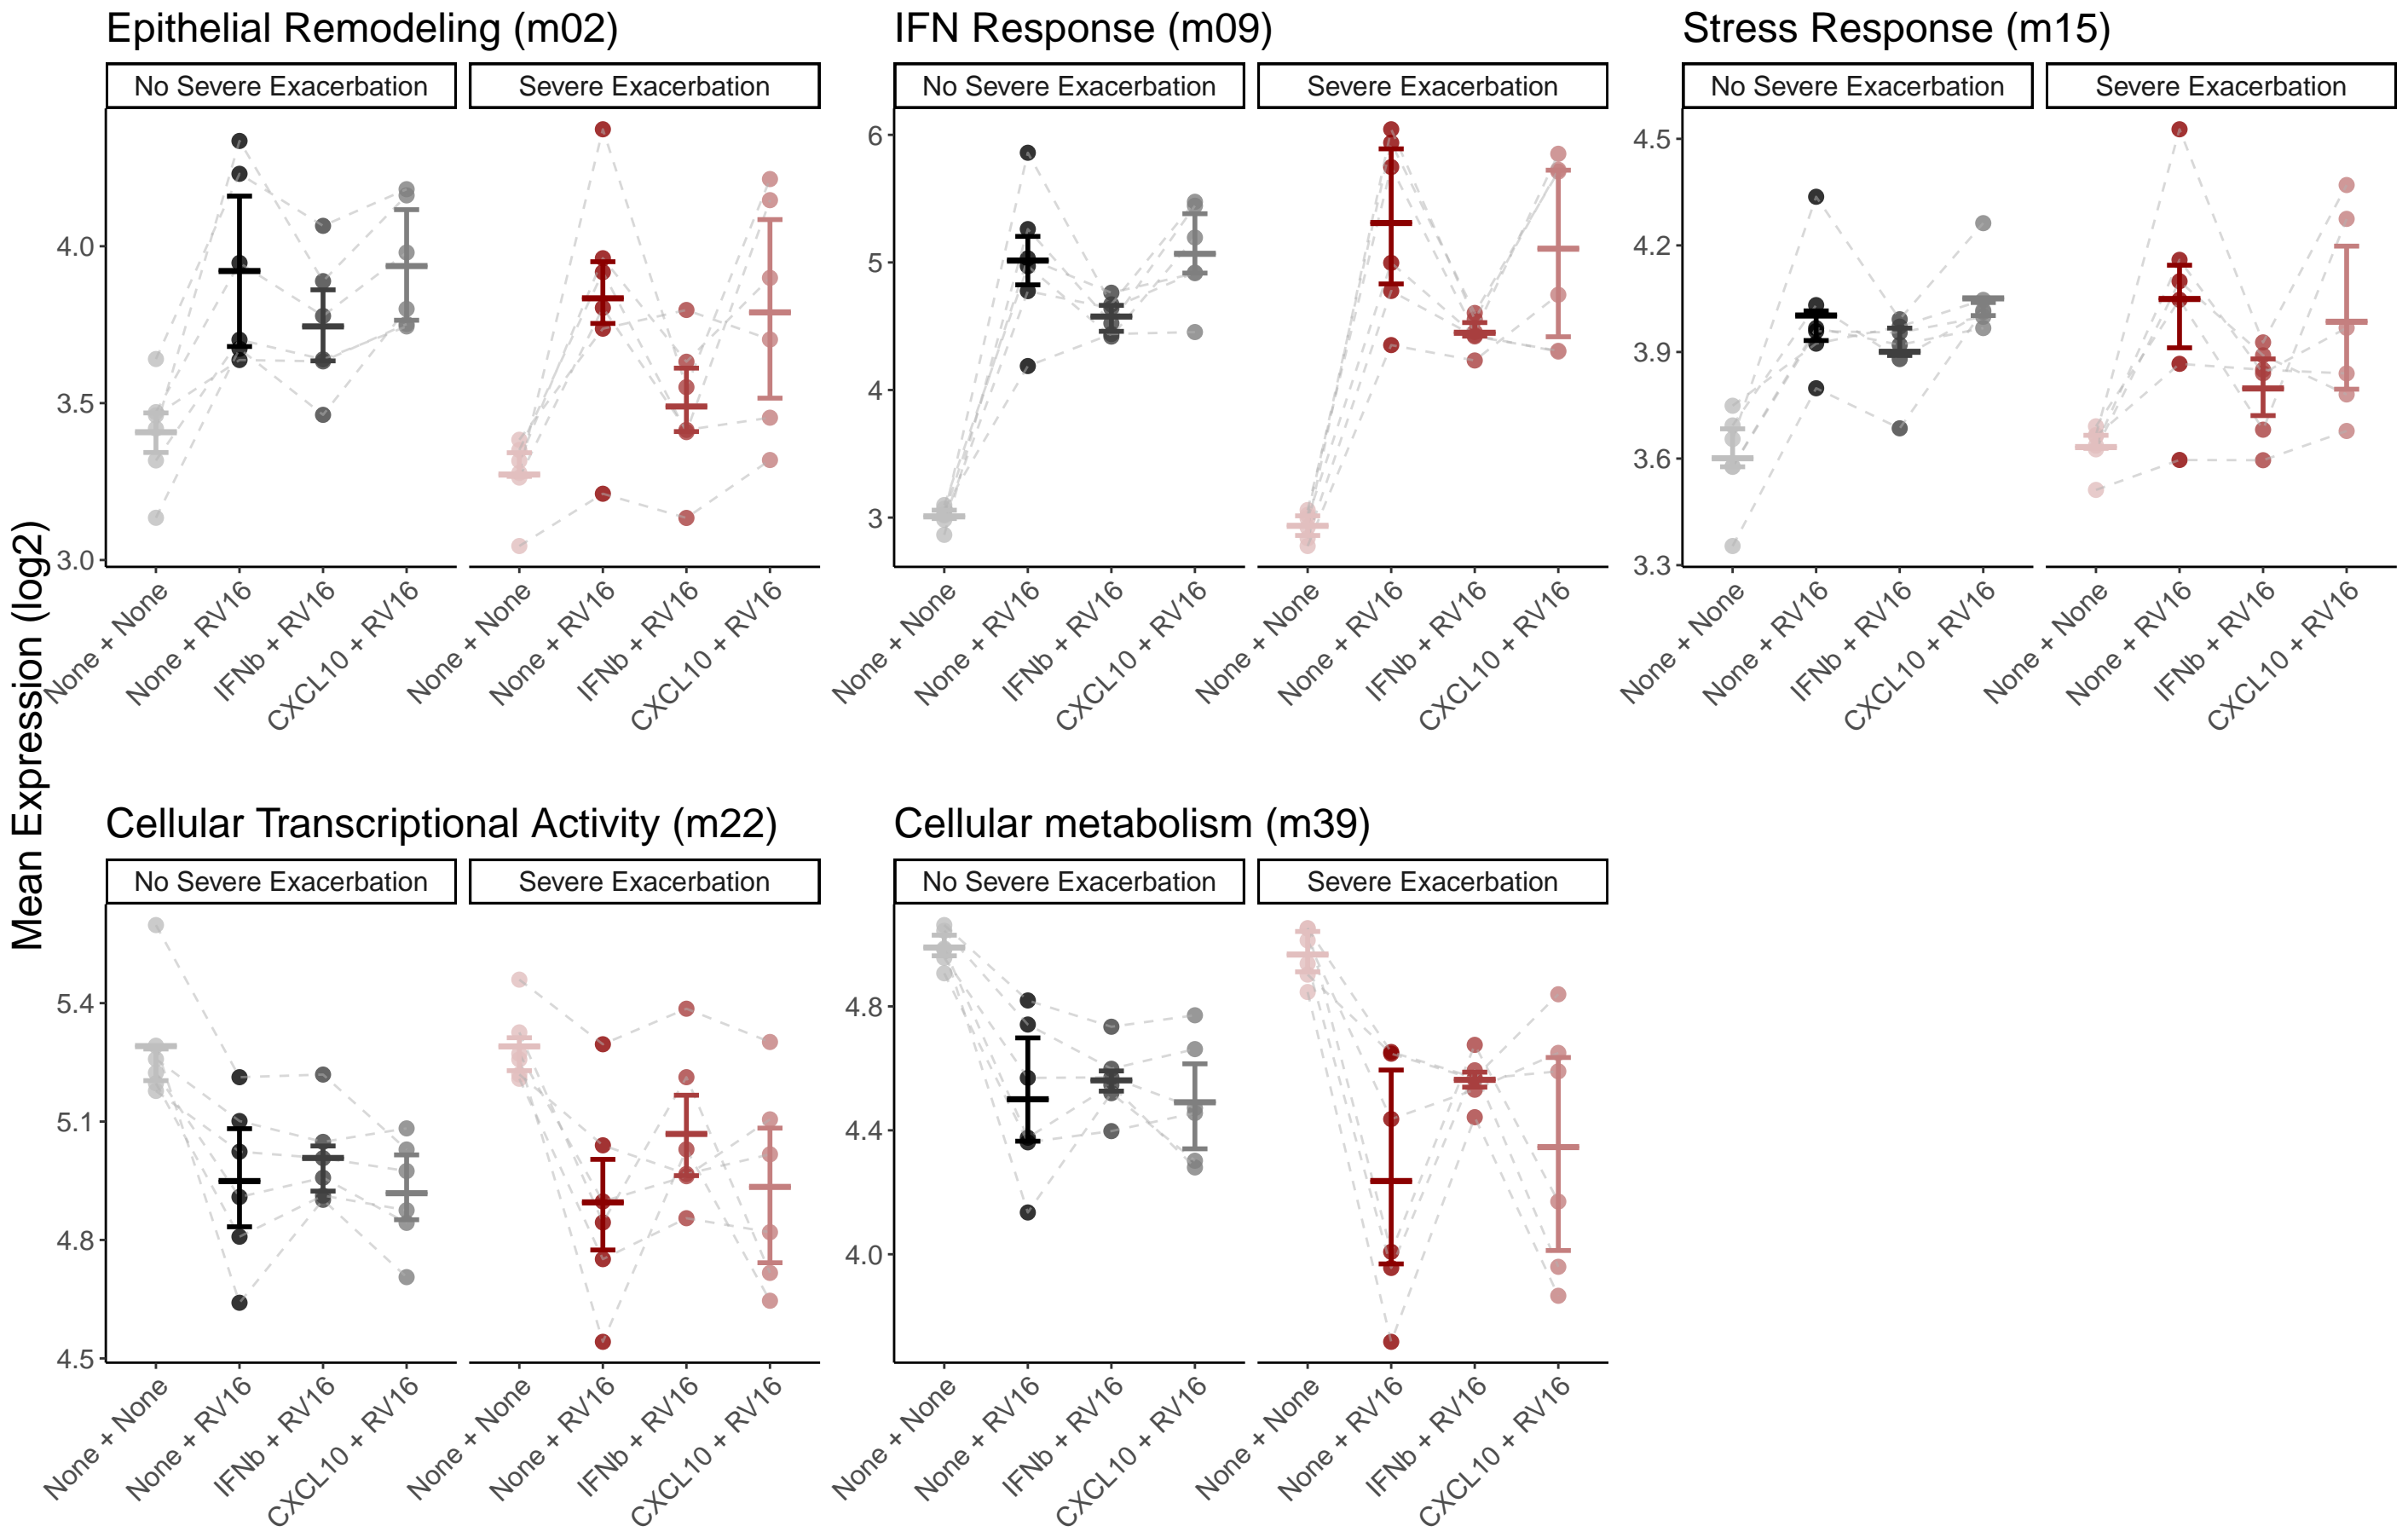 Epithelial Remodeling (m02)
IFN Response (m09)
Stress Response (m15)
No Severe Exacerbation
Severe Exacerbation
No Severe Exacerbation
Severe Exacerbation
No Severe Exacerbation
Severe Exacerbation
4.0
3.5
3.0
6
5
4
3
4.5
4.2
3.9
3.6
3.3
None + None
None + RV16
IFNb + RV16
CXCL10 + RV16
None + None
None + RV16
IFNb + RV16
CXCL10 + RV16
None + None
None + RV16
IFNb + RV16
CXCL10 + RV16
None + None
None + RV16
IFNb + RV16
CXCL10 + RV16
None + None
None + RV16
IFNb + RV16
CXCL10 + RV16
None + None
None + RV16
IFNb + RV16
CXCL10 + RV16
Mean Expression (log2)
Cellular Transcriptional Activity (m22)
Cellular metabolism (m39)
No Severe Exacerbation
Severe Exacerbation
No Severe Exacerbation
Severe Exacerbation
5.4
5.1
4.8
4.5
4.8
4.4
4.0
None + None
None + RV16
IFNb + RV16
CXCL10 + RV16
None + None
None + RV16
IFNb + RV16
CXCL10 + RV16
None + None
None + RV16
IFNb + RV16
CXCL10 + RV16
None + None
None + RV16
IFNb + RV16
CXCL10 + RV16